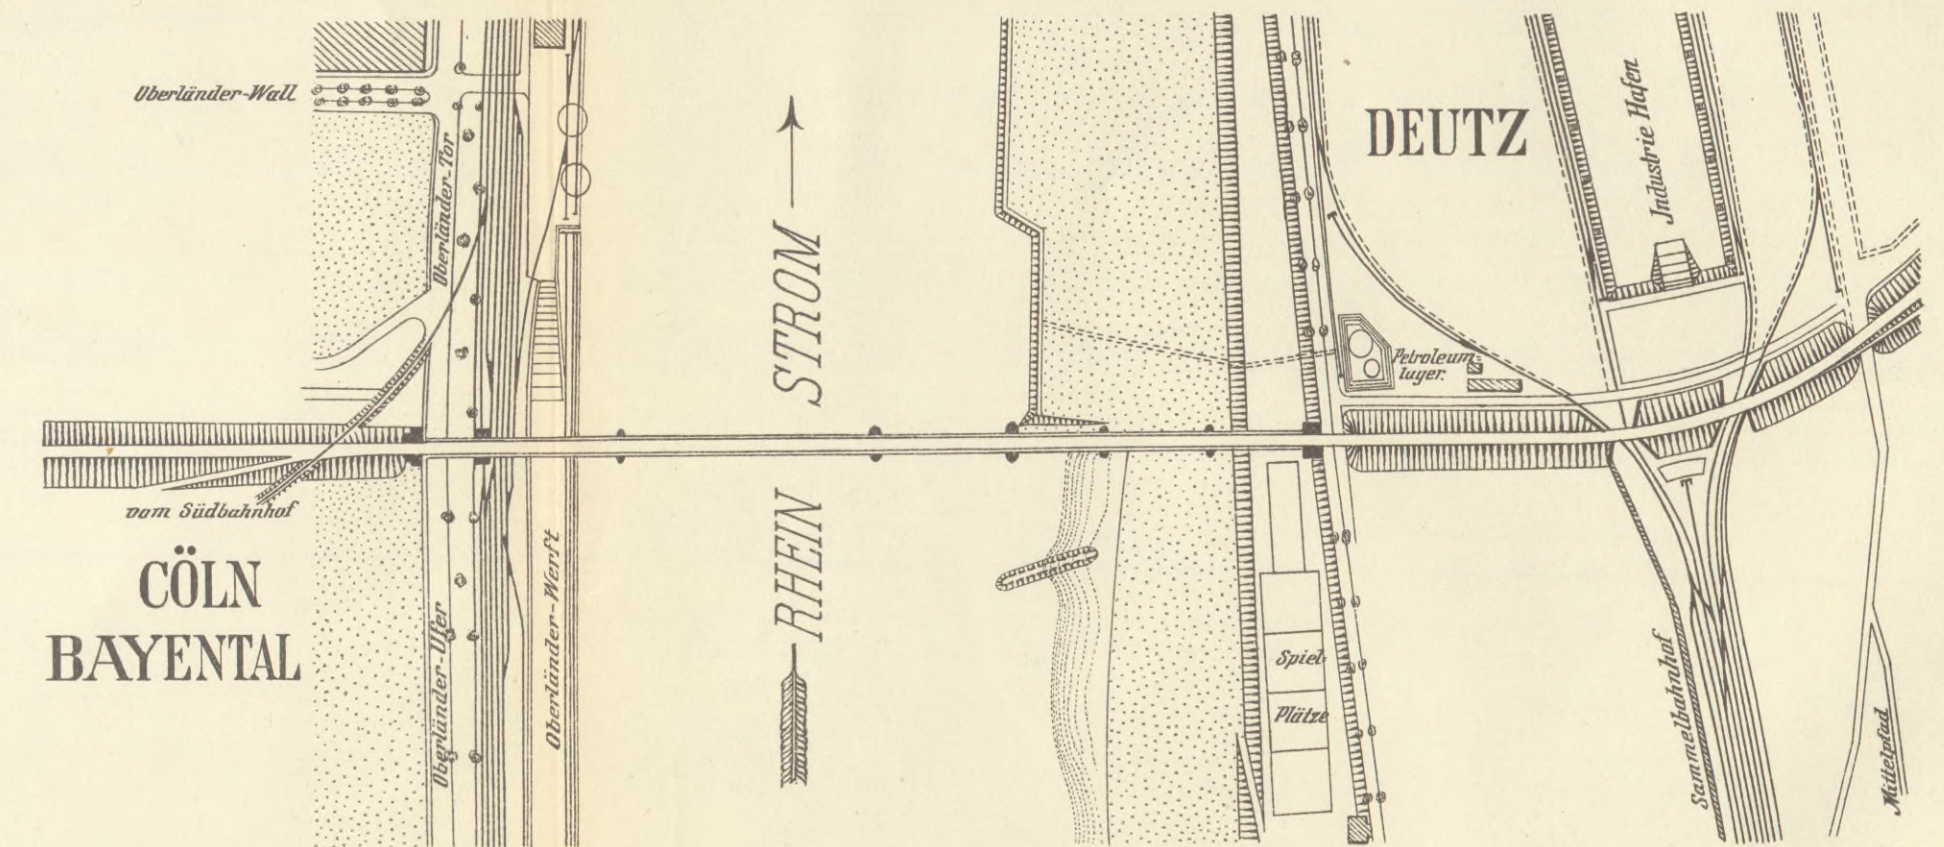 Oberländer-Wall
Oberländer-Tor
vom Südbahnhof
CÖLN
BAYENTAL
Oberländer-Ufer
Oberländer-Werft
RHEIN STROM
DEUTZ
Industrie Hafen
Petroleum-
lager.
Spiel-
Plätze
Sammelbahnhof
Mittelpfad